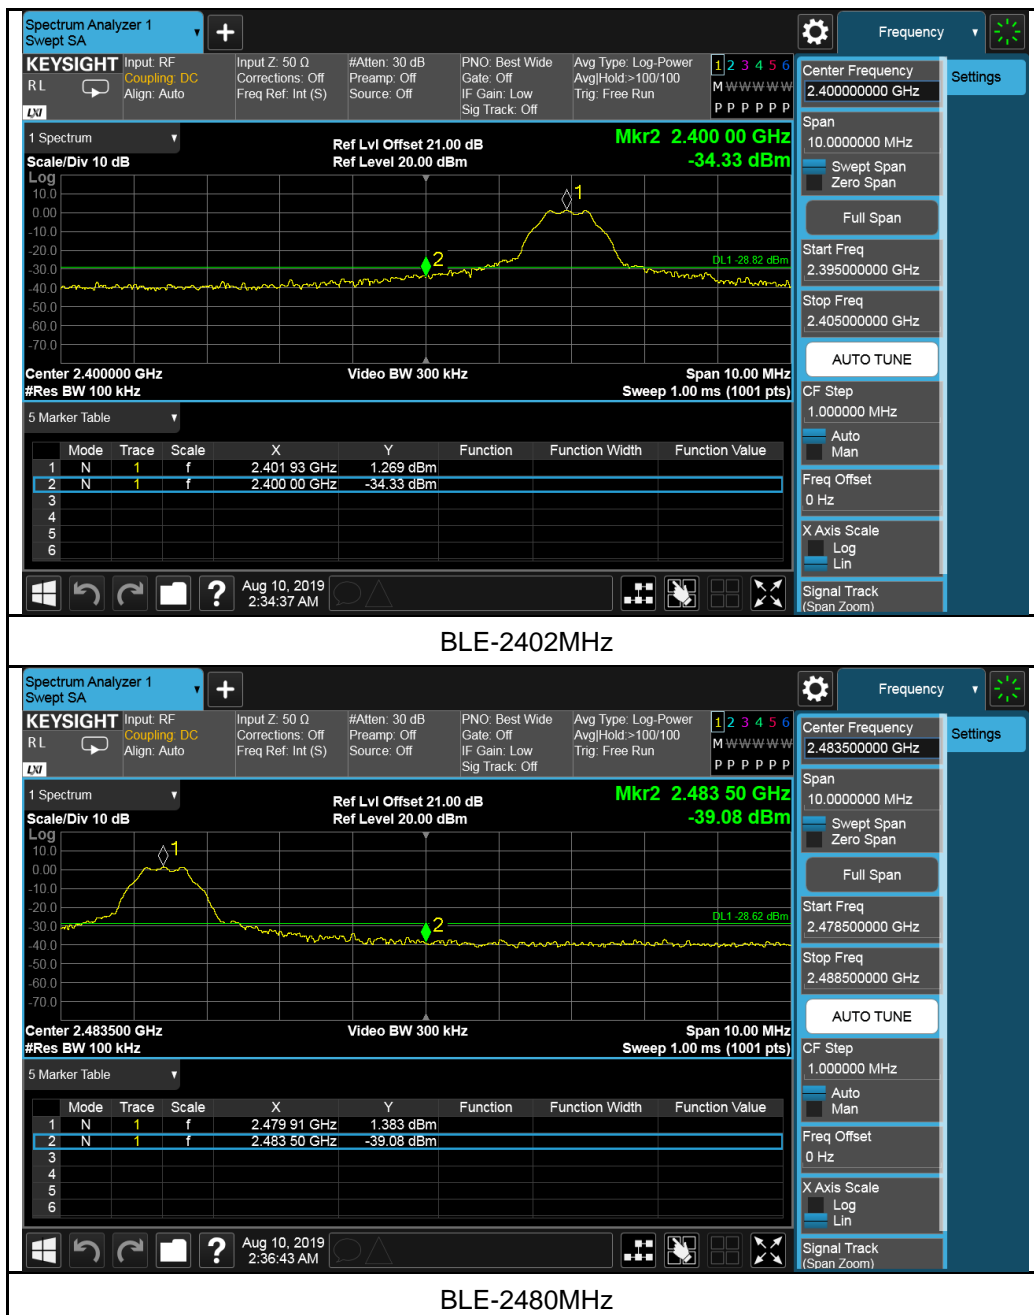 Spectrum Analyzer 1
Swept SA
Frequency
KEYSIGHT
RL
LXI
Input: RF
Coupling: DC
Align: Auto
Input Z: 50 Ω
Corrections: Off
Freq Ref: Int (S)
#Atten: 30 dB
Preamp: Off
Source: Off
PNO: Best Wide
Gate: Off
IF Gain: Low
Sig Track: Off
Avg Type: Log-Power
Avg|Hold:>100/100
Trig: Free Run
1 2 3 4 5 6
M W W W W W
P P P P P P
1 Spectrum
Scale/Div 10 dB
Ref Lvl Offset 21.00 dB
Ref Level 20.00 dBm
Mkr2 2.400 00 GHz
-34.33 dBm
Log
10.0
0.00
-10.0
-20.0
-30.0
-40.0
-50.0
-60.0
-70.0
1
2
DL1 -28.82 dBm
Center 2.400000 GHz
#Res BW 100 kHz
Video BW 300 kHz
Span 10.00 MHz
Sweep 1.00 ms (1001 pts)
5 Marker Table
Mode Trace Scale X Y Function Function Width Function Value
1 N 1 f 2.401 93 GHz 1.269 dBm
2 N 1 f 2.400 00 GHz -34.33 dBm
3
4
5
6
Aug 10, 2019
2:34:37 AM
Center Frequency
2.400000000 GHz
Settings
Span
10.0000000 MHz
Swept Span
Zero Span
Full Span
Start Freq
2.395000000 GHz
Stop Freq
2.405000000 GHz
AUTO TUNE
CF Step
1.000000 MHz
Auto
Man
Freq Offset
0 Hz
X Axis Scale
Log
Lin
Signal Track
(Span Zoom)
BLE-2402MHz
Spectrum Analyzer 1
Swept SA
Frequency
KEYSIGHT
RL
LXI
Input: RF
Coupling: DC
Align: Auto
Input Z: 50 Ω
Corrections: Off
Freq Ref: Int (S)
#Atten: 30 dB
Preamp: Off
Source: Off
PNO: Best Wide
Gate: Off
IF Gain: Low
Sig Track: Off
Avg Type: Log-Power
Avg|Hold:>100/100
Trig: Free Run
1 2 3 4 5 6
M W W W W W
P P P P P P
1 Spectrum
Scale/Div 10 dB
Ref Lvl Offset 21.00 dB
Ref Level 20.00 dBm
Mkr2 2.483 50 GHz
-39.08 dBm
Log
10.0
0.00
-10.0
-20.0
-30.0
-40.0
-50.0
-60.0
-70.0
1
2
DL1 -28.62 dBm
Center 2.483500 GHz
#Res BW 100 kHz
Video BW 300 kHz
Span 10.00 MHz
Sweep 1.00 ms (1001 pts)
5 Marker Table
Mode Trace Scale X Y Function Function Width Function Value
1 N 1 f 2.479 91 GHz 1.383 dBm
2 N 1 f 2.483 50 GHz -39.08 dBm
3
4
5
6
Aug 10, 2019
2:36:43 AM
Center Frequency
2.483500000 GHz
Settings
Span
10.0000000 MHz
Swept Span
Zero Span
Full Span
Start Freq
2.478500000 GHz
Stop Freq
2.488500000 GHz
AUTO TUNE
CF Step
1.000000 MHz
Auto
Man
Freq Offset
0 Hz
X Axis Scale
Log
Lin
Signal Track
(Span Zoom)
BLE-2480MHz